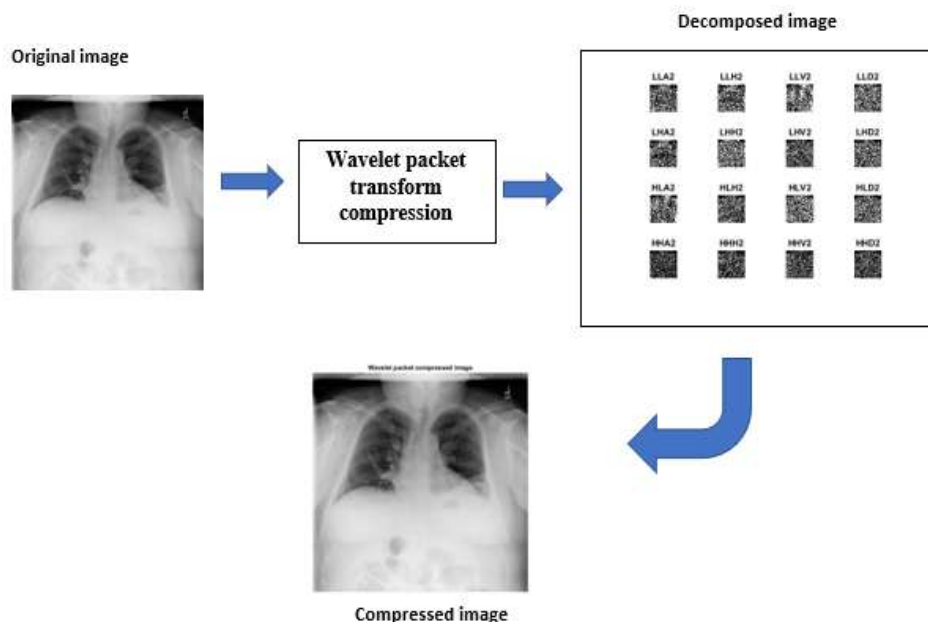 Decomposed image
Original image
LLA2 LLH2 LLV2 LLD2
LHA2 LHH2 LHV2 LHD2
Wavelet packet
transform
compression
HLA2 HLH2 HLV2 HLD2
HHA2 HHH2 HHV2 HHD2
Wavelet packet compressed image
Compressed image